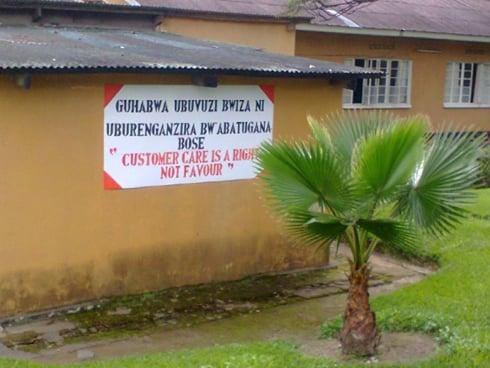 GUHABWA UBUVUZI BWIZA NI
UBURENGANZIRA BW'ABATUGANA
BOSE
"CUSTOMER CARE IS A RIGHT
NOT FAVOUR"